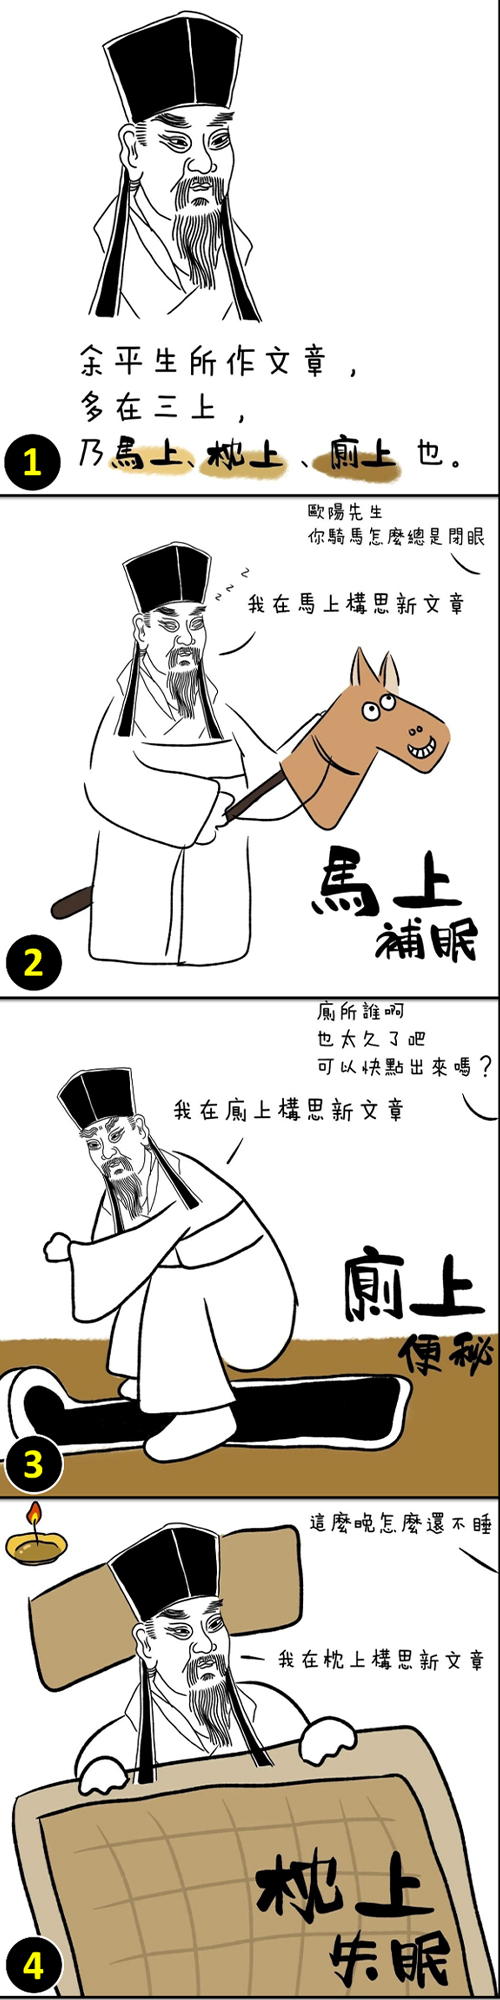 余平生所作文章，
多在三上，
乃馬上、枕上、廁上也。
1
歐陽先生
你騎馬怎麼總是閉眼
z z z z
我在馬上構思新文章
馬上
補眠
2
廁所誰啊
也太久了吧
可以快點出來嗎？
我在廁上構思新文章
廁上
便秘
3
這麼晚怎麼還不睡
我在枕上構思新文章
枕上
失眠
4